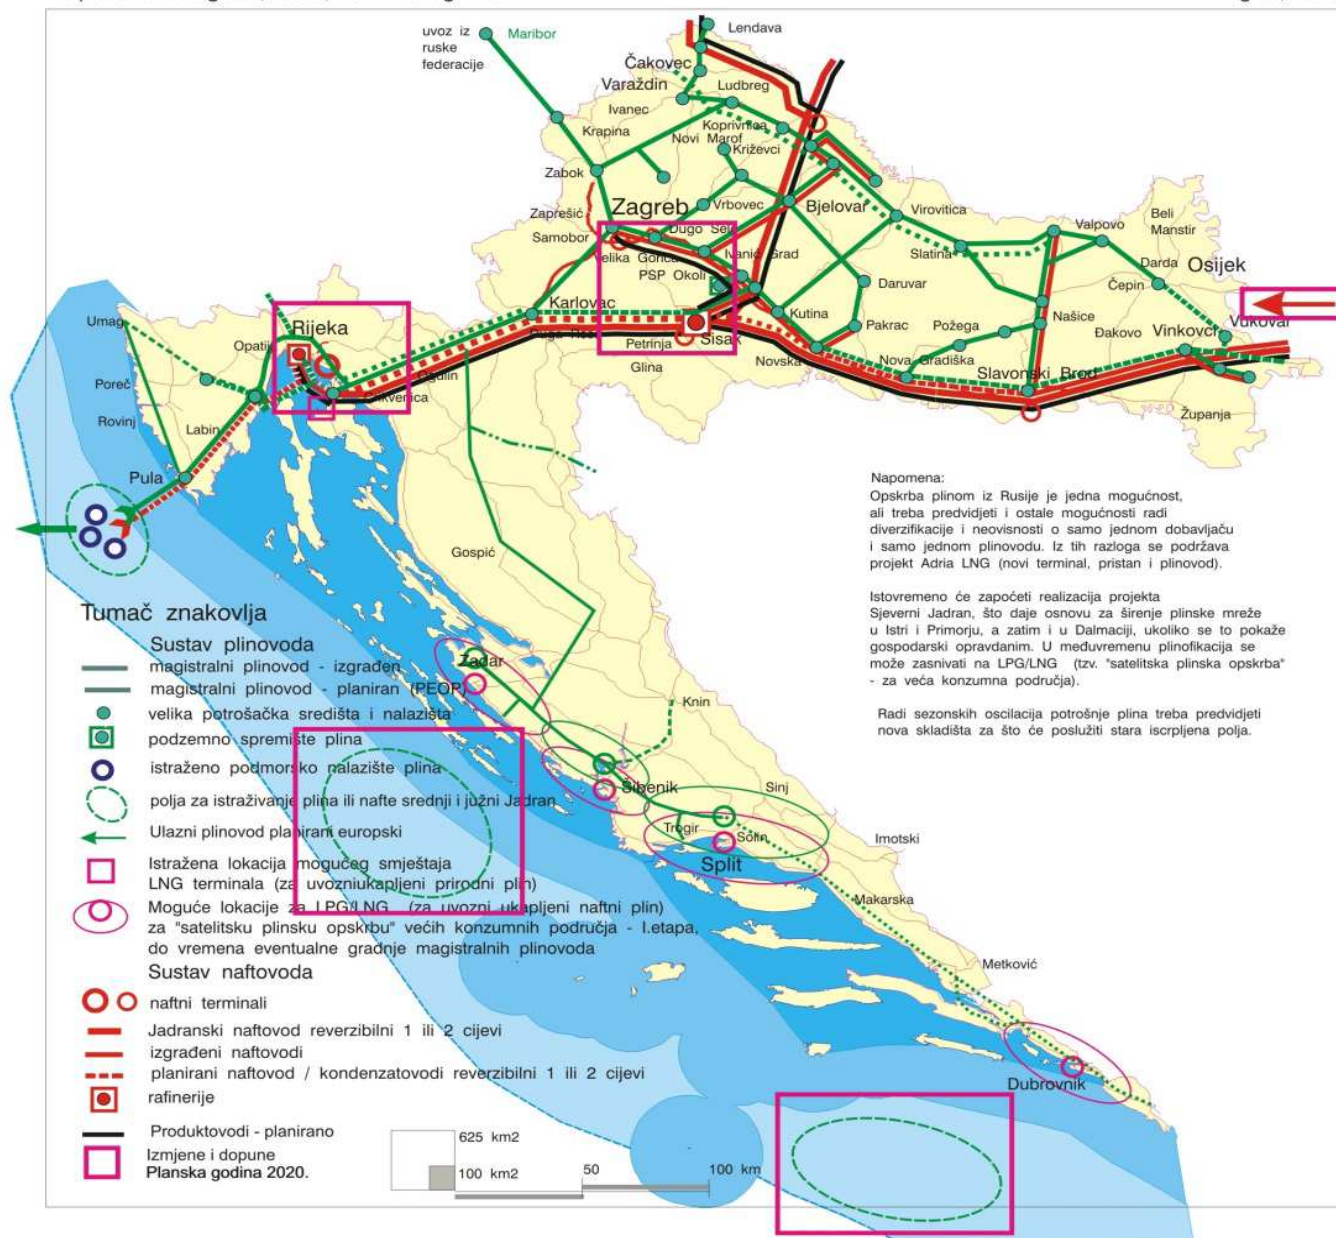 uvoz iz
ruske
federacije
Maribor
Lendava
Čakovec
Varaždin
Ludbreg
Ivanec
Krapina
Koprivnica
Novi Marof
Križevci
Zabok
Zaprešić
Zagreb
Vrbovec
Bjelovar
Virovitica
Valpovo
Beli
Manstir
Samobor
Dugo Sel
Velika Gorica
Ivanić Grad
PSP Okoli
Slatina
Darda
Osijek
Čepin
Daruvar
Karlovac
Kutina
Pakrac
Požega
Našice
Đakovo
Vinkovci
Vukovar
Umag
Opatija
Rijeka
Duga Resa
Petrinja
Sisak
Glina
Novska
Nova Gradiška
Slavonski Brod
Županja
Poreč
Rovinj
Labin
Ogulin
Crikvenica
Pula
Gospić
Napomena:
Opskrba plinom iz Rusije je jedna mogućnost,
ali treba predvidjeti i ostale mogućnosti radi
diverzifikacije i neovisnosti o samo jednom dobavljaču
i samo jednom plinovodu. Iz tih razloga se podržava
projekt Adria LNG (novi terminal, pristan i plinovod).
Istovremeno će započeti realizacija projekta
Sjeverni Jadran, što daje osnovu za širenje plinske mreže
u Istri i Primorju, a zatim i u Dalmaciji, ukoliko se to pokaže
gospodarski opravdanim. U međuvremenu plinofikacija se
može zasnivati na LPG/LNG (tzv. "satelitska plinska opskrba"
- za veća konzumna područja).
Radi sezonskih oscilacija potrošnje plina treba predvidjeti
nova skladišta za što će poslužiti stara iscrpljena polja.
Zadar
Knin
Šibenik
Sinj
Trogir
Solin
Split
Imotski
Makarska
Metković
Dubrovnik
Tumač znakovlja
Sustav plinovoda
magistralni plinovod - izgrađen
magistralni plinovod - planiran (PEOP)
velika potrošačka središta i nalazišta
podzemno spremište plina
istraženo podmorsko nalazište plina
polja za istraživanje plina ili nafte srednji i južni Jadran
Ulazni plinovod planirani europski
Istražena lokacija mogućeg smještaja
LNG terminala (za uvozniukapljeni prirodni plin)
Moguće lokacije za LPG/LNG (za uvozni ukapljeni naftni plin)
za "satelitsku plinsku opskrbu" većih konzumnih područja - I.etapa,
do vremena eventualne gradnje magistralnih plinovoda
Sustav naftovoda
naftni terminali
Jadranski naftovod reverzibilni 1 ili 2 cijevi
izgrađeni naftovodi
planirani naftovod / kondenzatovodi reverzibilni 1 ili 2 cijevi
rafinerije
Produktovodi - planirano
Izmjene i dopune
Planska godina 2020.
625 km2
100 km2
50
100 km